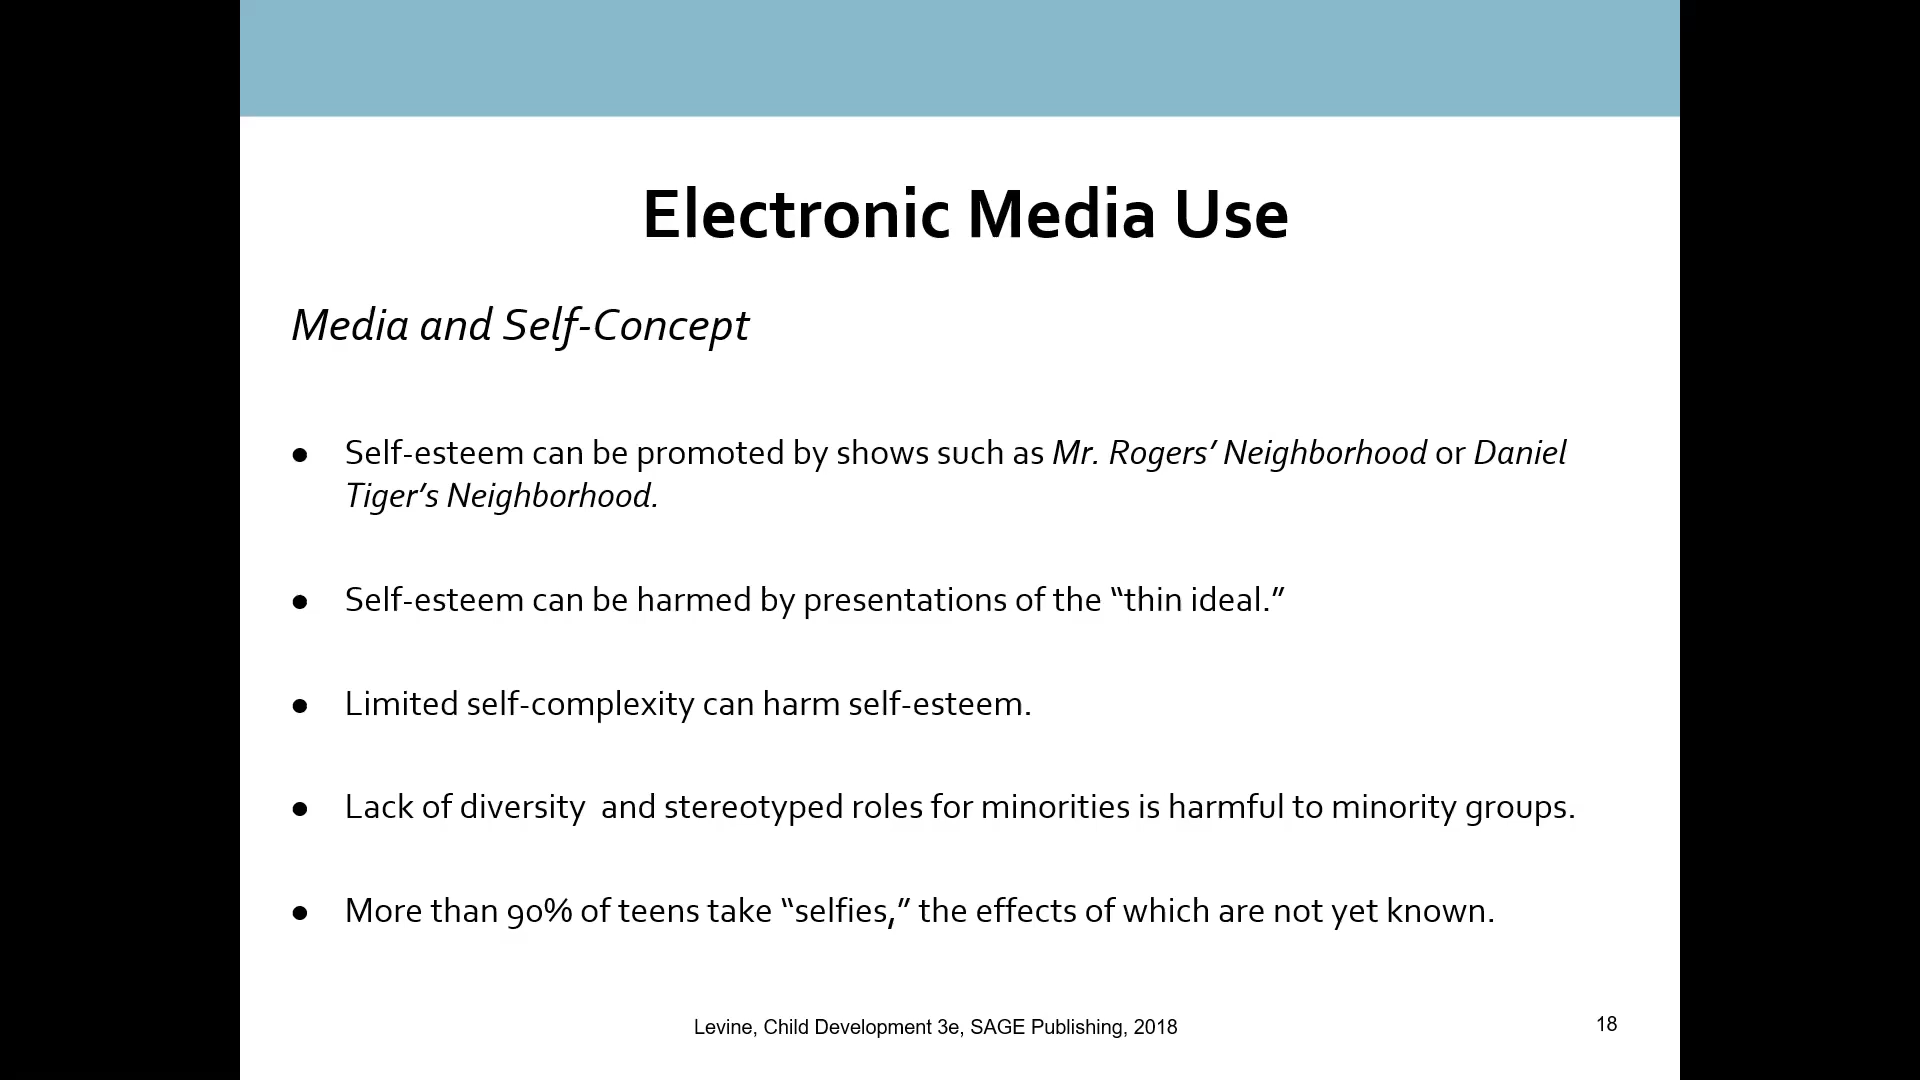 Electronic Media Use
Media and Self-Concept
● Self-esteem can be promoted by shows such as Mr. Rogers’ Neighborhood or Daniel
Tiger’s Neighborhood.
● Self-esteem can be harmed by presentations of the “thin ideal.”
● Limited self-complexity can harm self-esteem.
● Lack of diversity  and stereotyped roles for minorities is harmful to minority groups.
● More than 90% of teens take “selfies,” the effects of which are not yet known.
Levine, Child Development 3e, SAGE Publishing, 2018
18